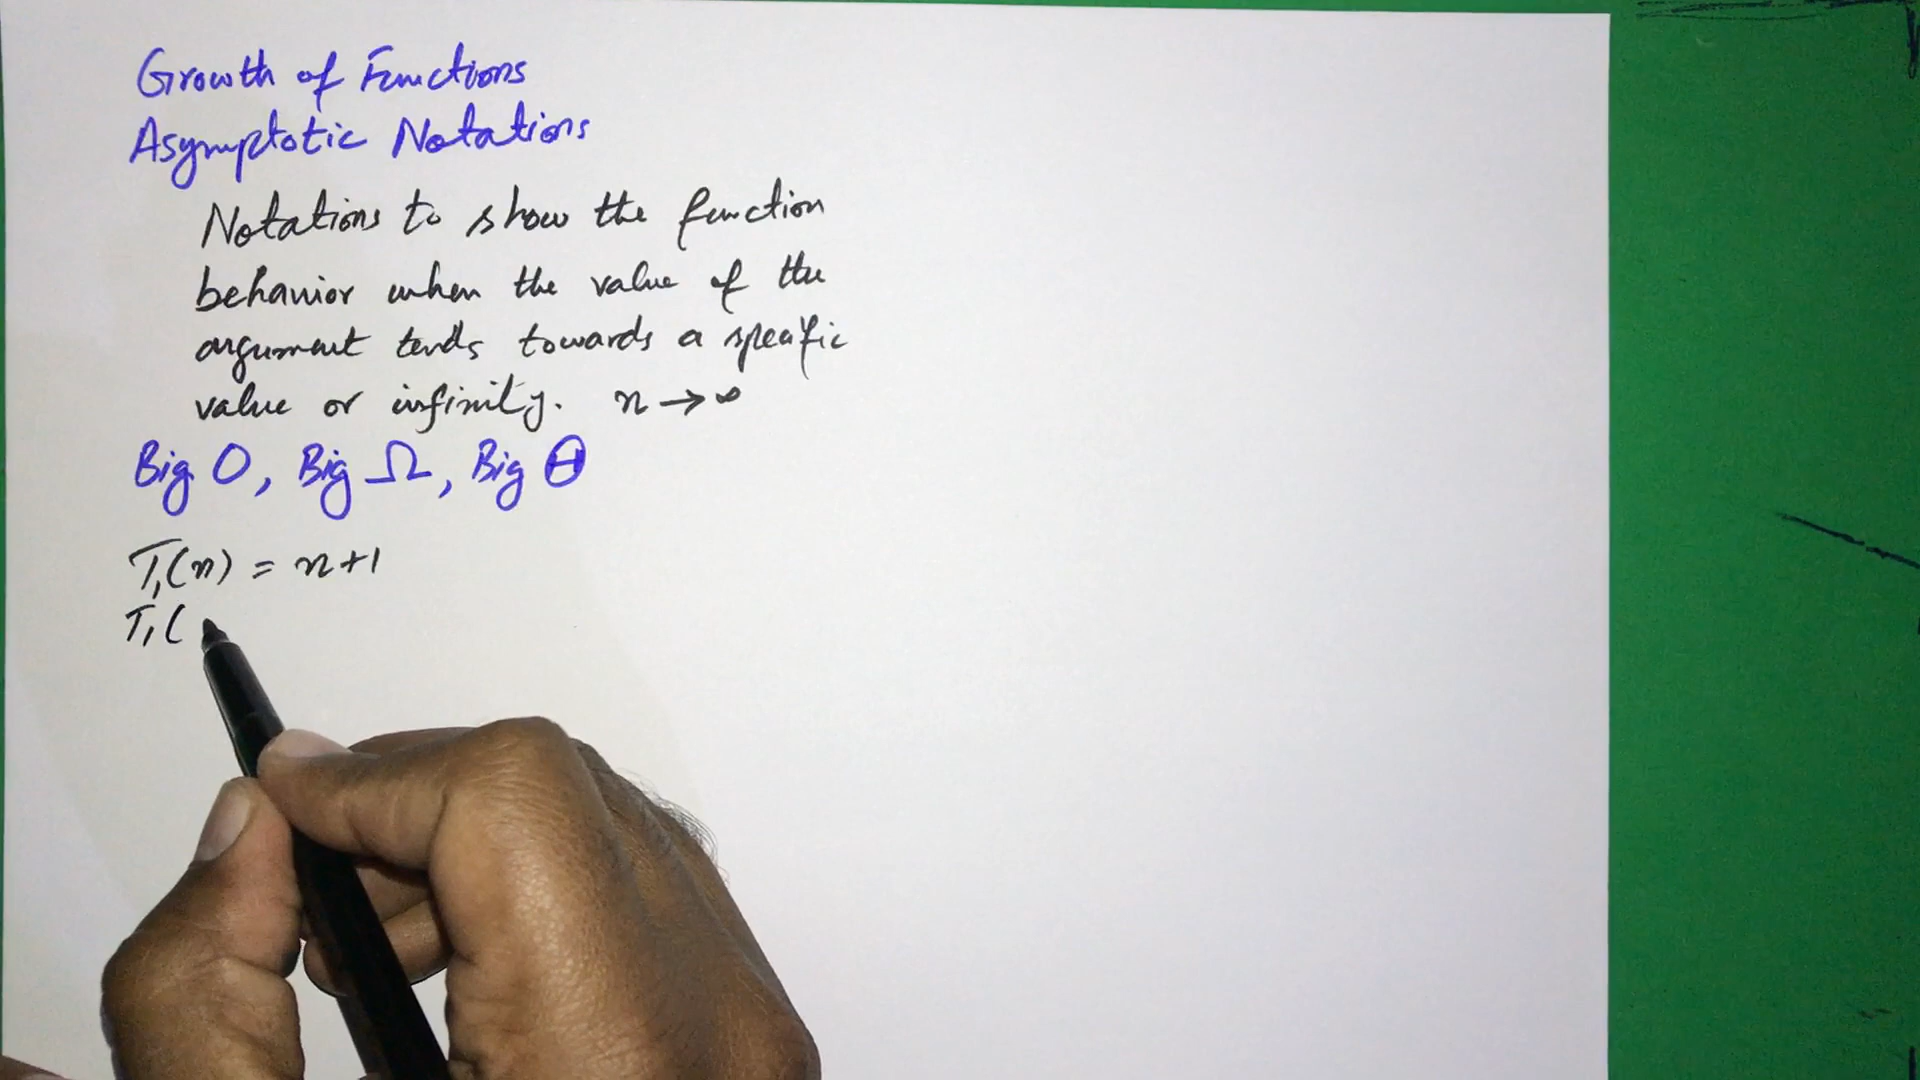 Growth of Functions
Asymptotic Notations
Notations to show the function
behavior when the value of the
argument tends towards a specific
value or infinity. n → ∞
Big O, Big Ω, Big Θ
T₁(n) = n+1
T₁(